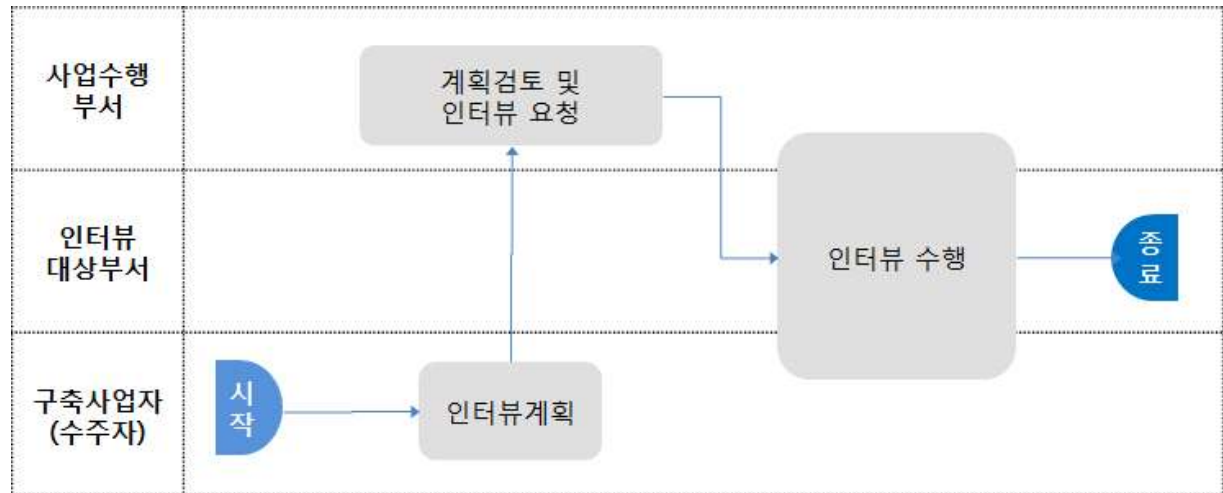 사업수행
부서
계획검토 및
인터뷰 요청
인터뷰
대상부서
인터뷰 수행
종
료
구축사업자
(수주자)
시
작
인터뷰계획